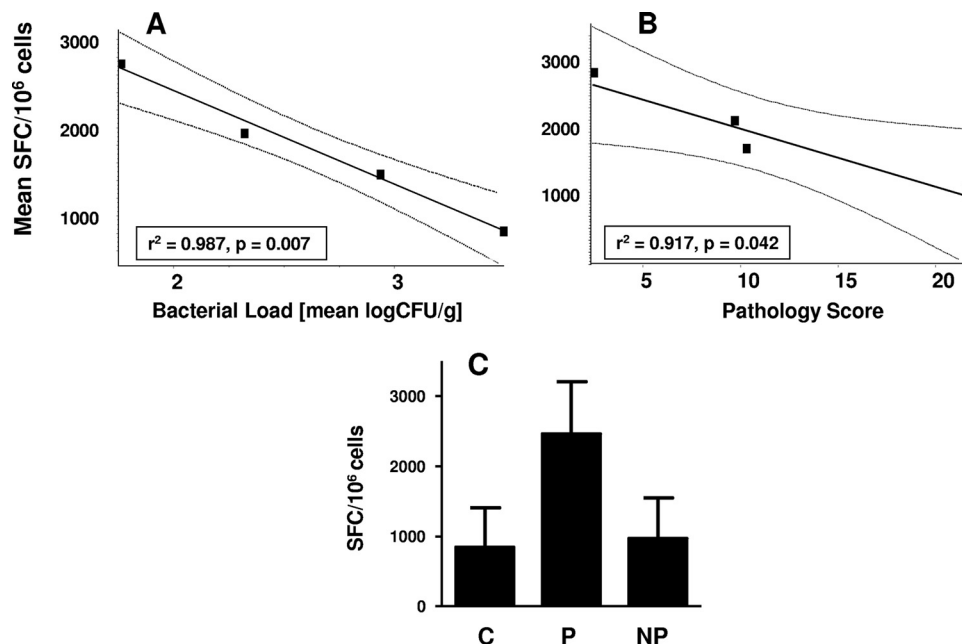 A
Mean SFC/10⁶ cells
3000
2000
1000
r² = 0.987, p = 0.007
2 3
Bacterial Load [mean logCFU/g]
B
3000
2000
1000
r² = 0.917, p = 0.042
5 10 15 20
Pathology Score
C
SFC/10⁶ cells
3000
2000
1000
0
C P NP